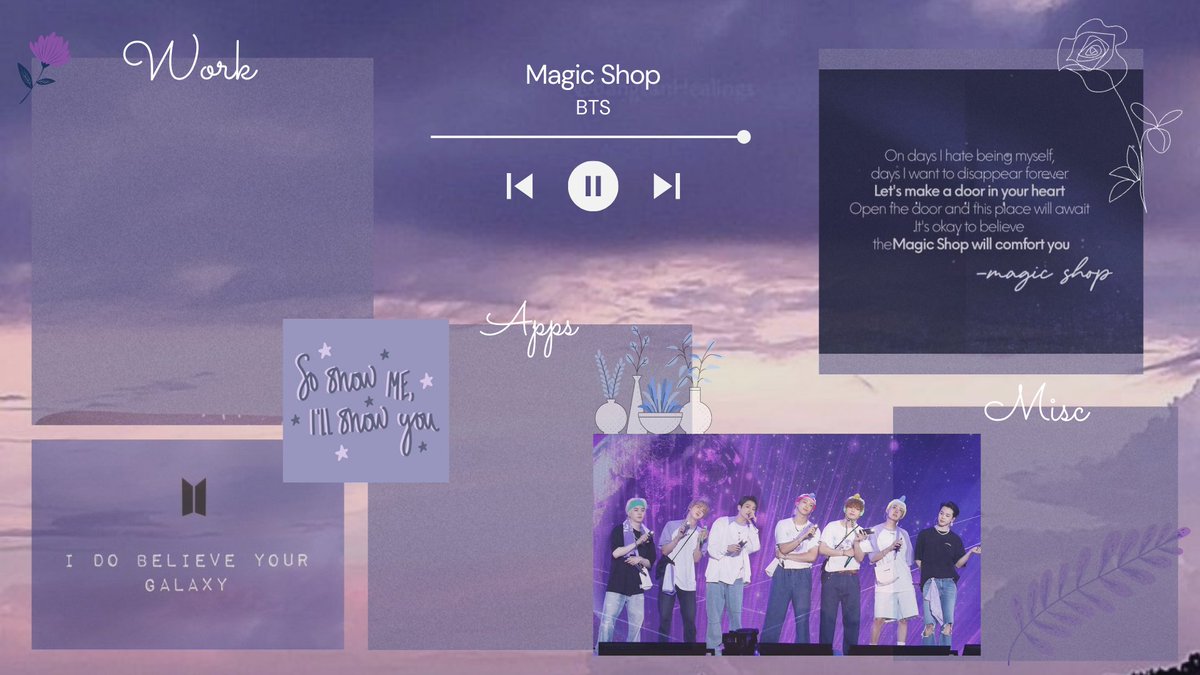 Work
Magic Shop
BTS
On days I hate being myself,
days I want to disappear forever
Let's make a door in your heart
Open the door and this place will await
It's okay to believe
the Magic Shop will comfort you
-magic shop
Apps
So show ME,
I'll show you
Misc
I DO BELIEVE YOUR
GALAXY